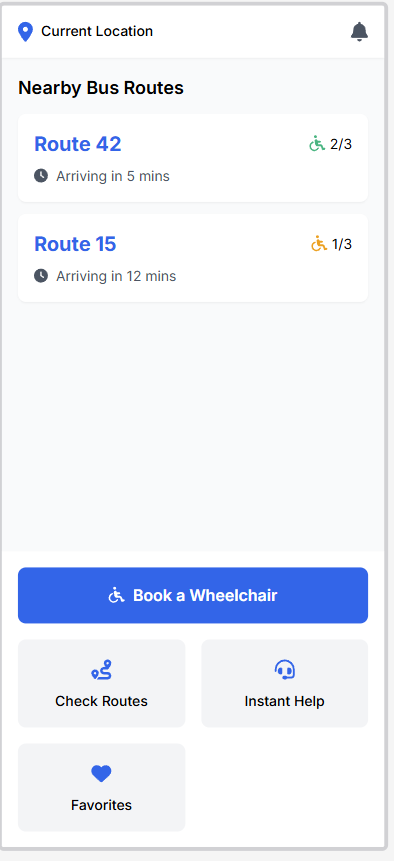 Current Location
Nearby Bus Routes
Route 42
2/3
Arriving in 5 mins
Route 15
1/3
Arriving in 12 mins
Book a Wheelchair
Check Routes
Instant Help
Favorites